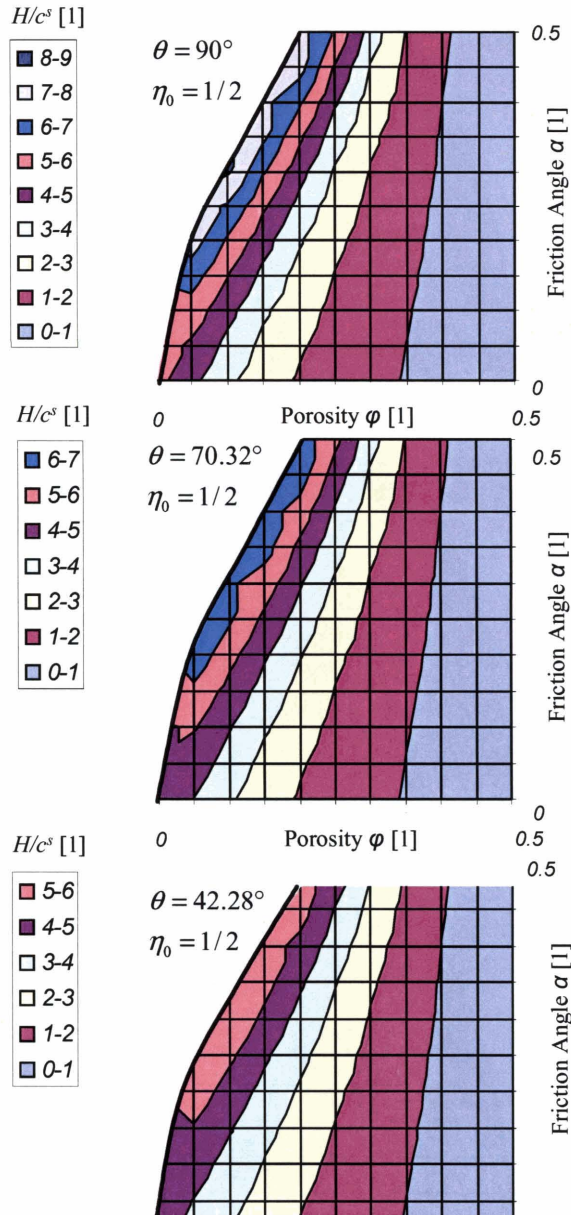 H/cˢ [1]
8-9
7-8
6-7
5-6
4-5
3-4
2-3
1-2
0-1
θ = 90°
η₀ = 1/2
0.5
Friction Angle α [1]
0
0
Porosity φ [1]
0.5
H/cˢ [1]
6-7
5-6
4-5
3-4
2-3
1-2
0-1
θ = 70.32°
η₀ = 1/2
0.5
Friction Angle α [1]
0
0
Porosity φ [1]
0.5
H/cˢ [1]
5-6
4-5
3-4
2-3
1-2
0-1
θ = 42.28°
η₀ = 1/2
0.5
Friction Angle α [1]